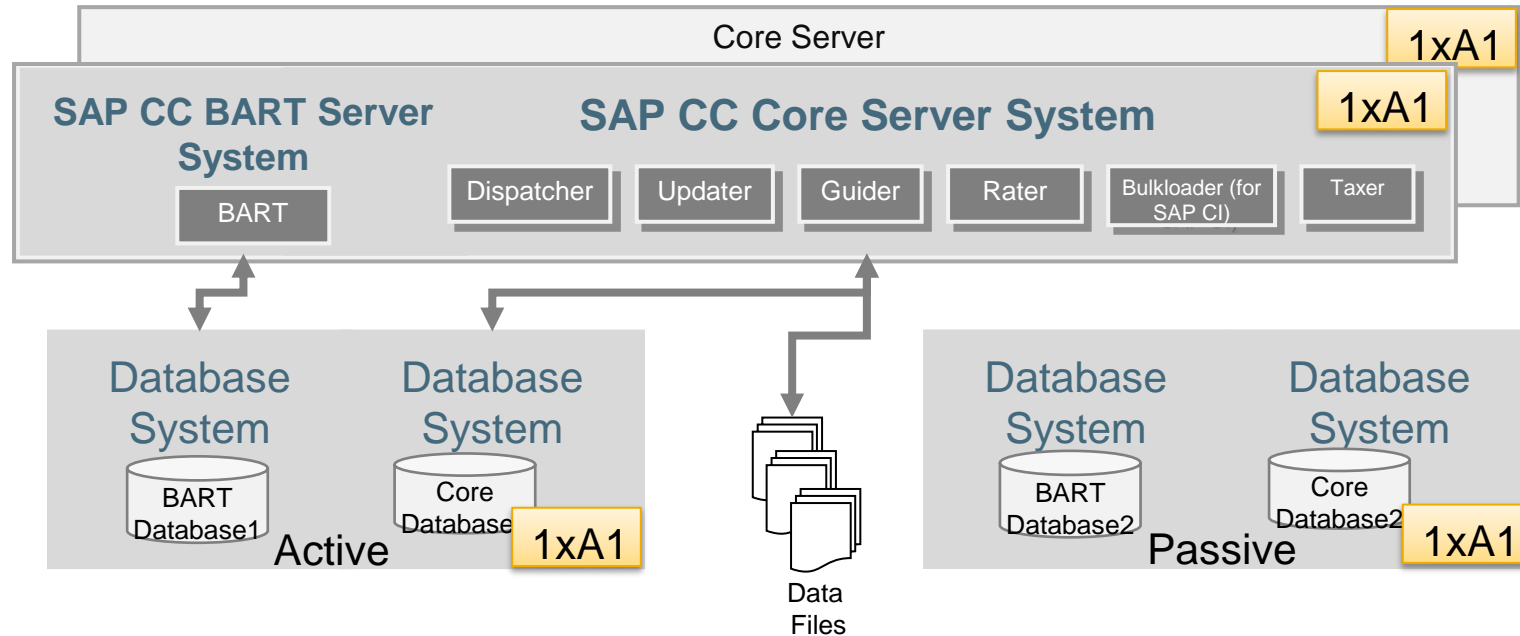 Core Server
1xA1
SAP CC BART Server
System
SAP CC Core Server System
1xA1
BART
Dispatcher
Updater
Guider
Rater
Bulkloader (for
SAP CI)
Taxer
Database
System
BART
Database1
Database
System
Core
Database
Active
1xA1
Data
Files
Database
System
BART
Database2
Database
System
Core
Database2
Passive
1xA1